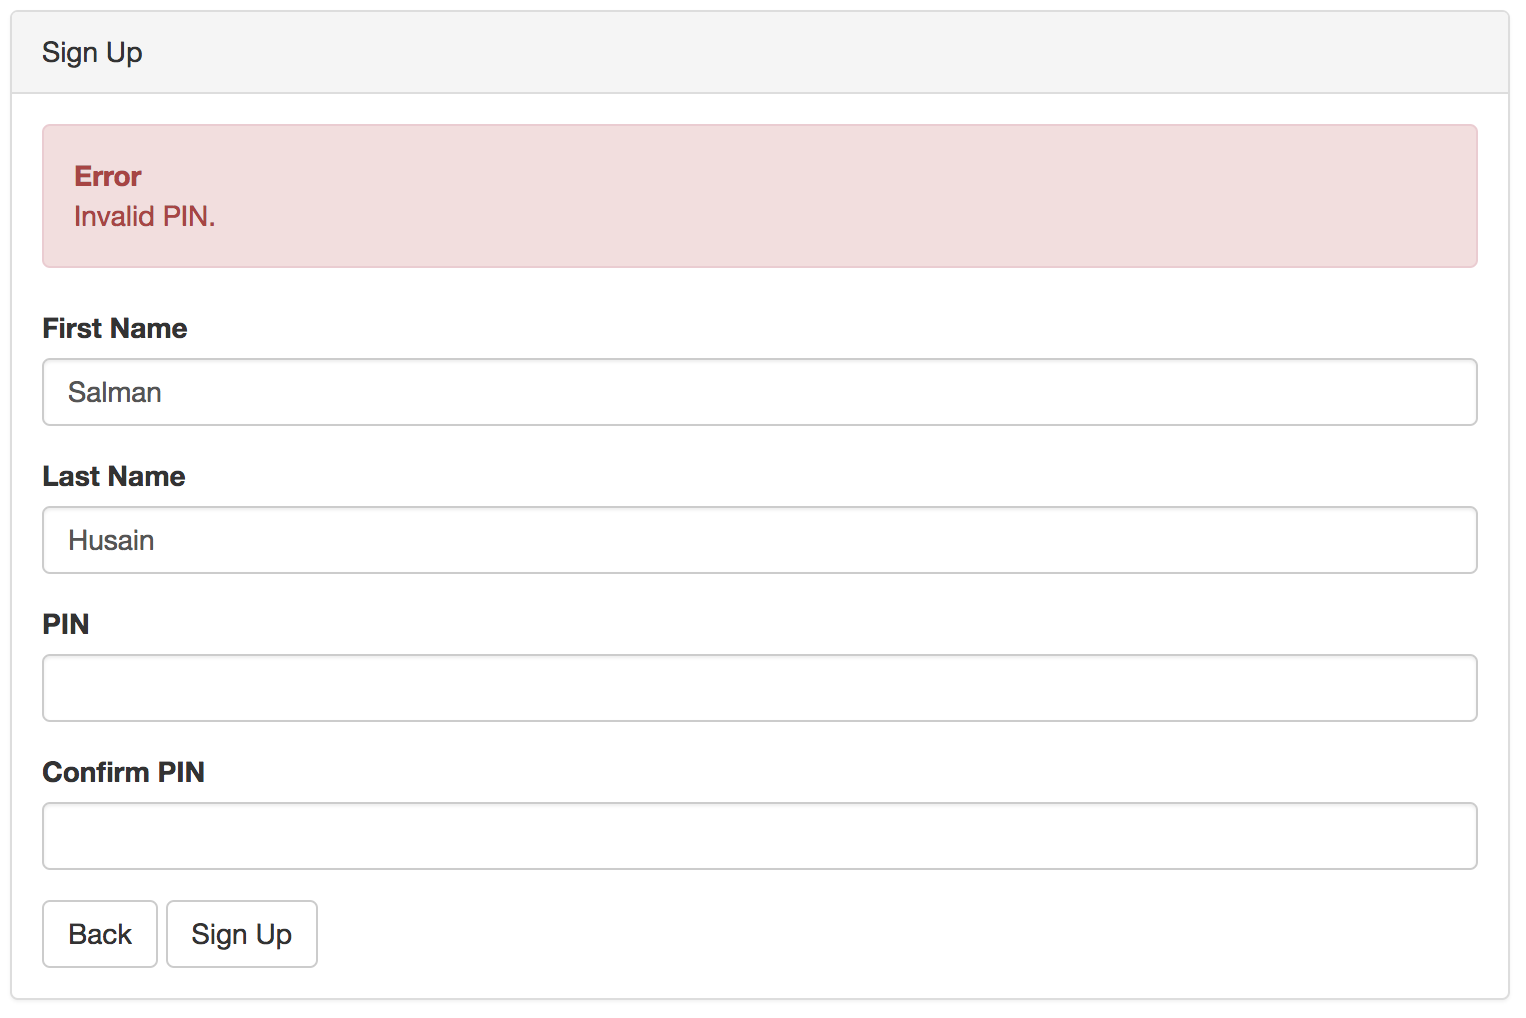 Sign Up
Error
Invalid PIN.
First Name
Salman
Last Name
Husain
PIN
Confirm PIN
Back Sign Up